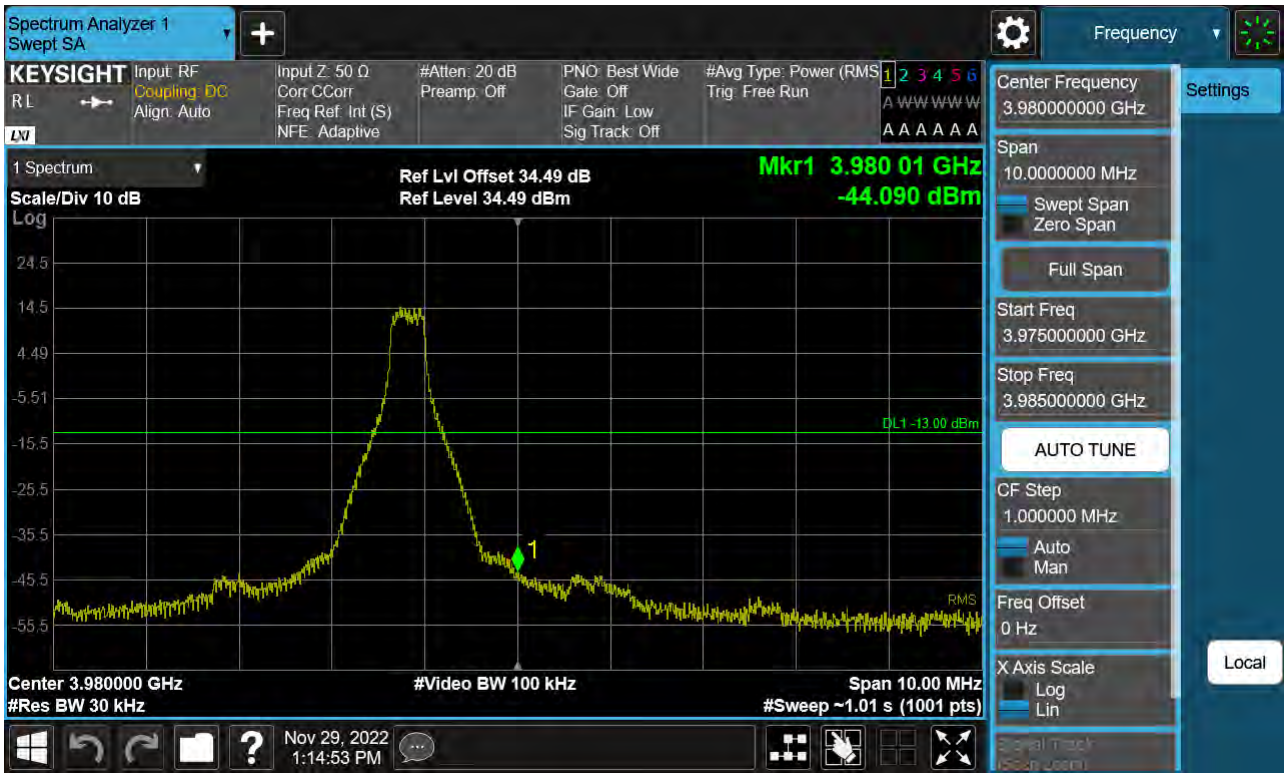 Spectrum Analyzer 1
Swept SA
Frequency
KEYSIGHT
RL
LXI
Input: RF
Coupling: DC
Align: Auto
Input Z: 50 Ω
Corr CCorr
Freq Ref: Int (S)
NFE: Adaptive
#Atten: 20 dB
Preamp: Off
PNO: Best Wide
Gate: Off
IF Gain: Low
Sig Track: Off
#Avg Type: Power (RMS
Trig: Free Run
1 2 3 4 5 6
A W W W W W
A A A A A A
1 Spectrum
Scale/Div 10 dB
Log
Ref Lvl Offset 34.49 dB
Ref Level 34.49 dBm
Mkr1 3.980 01 GHz
-44.090 dBm
24.5
14.5
4.49
-5.51
-15.5
-25.5
-35.5
-45.5
-55.5
DL1 -13.00 dBm
1
RMS
Center 3.980000 GHz
#Res BW 30 kHz
#Video BW 100 kHz
Span 10.00 MHz
#Sweep ~1.01 s (1001 pts)
Center Frequency
3.980000000 GHz
Span
10.0000000 MHz
Swept Span
Zero Span
Full Span
Start Freq
3.975000000 GHz
Stop Freq
3.985000000 GHz
AUTO TUNE
CF Step
1.000000 MHz
Auto
Man
Freq Offset
0 Hz
X Axis Scale
Log
Lin
Signal Track
(Span Zoom)
Settings
Local
?
Nov 29, 2022
1:14:53 PM